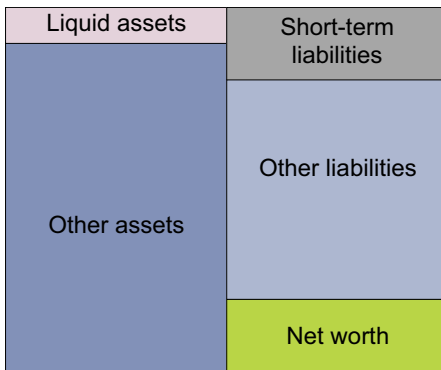 Liquid assets
Short-term
liabilities
Other liabilities
Other assets
Net worth